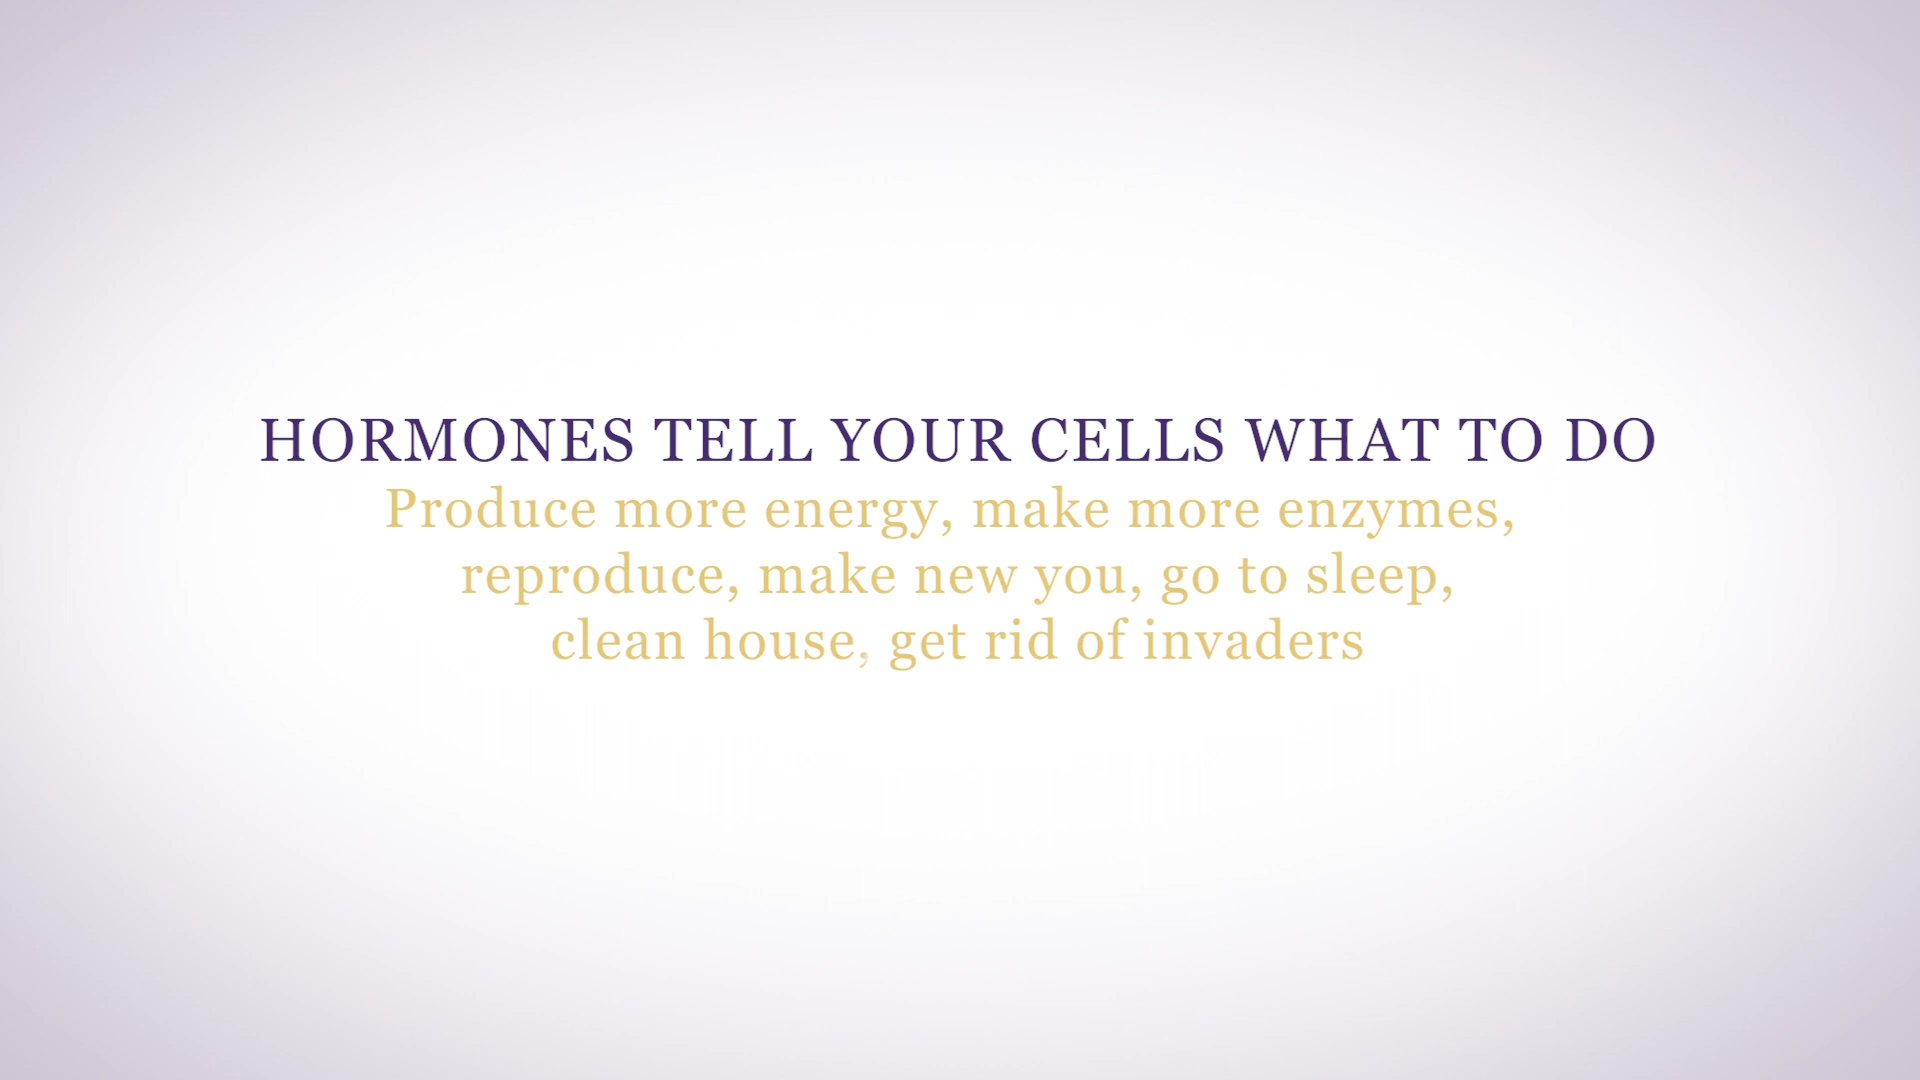 HORMONES TELL YOUR CELLS WHAT TO DO
Produce more energy, make more enzymes,
reproduce, make new you, go to sleep,
clean house, get rid of invaders